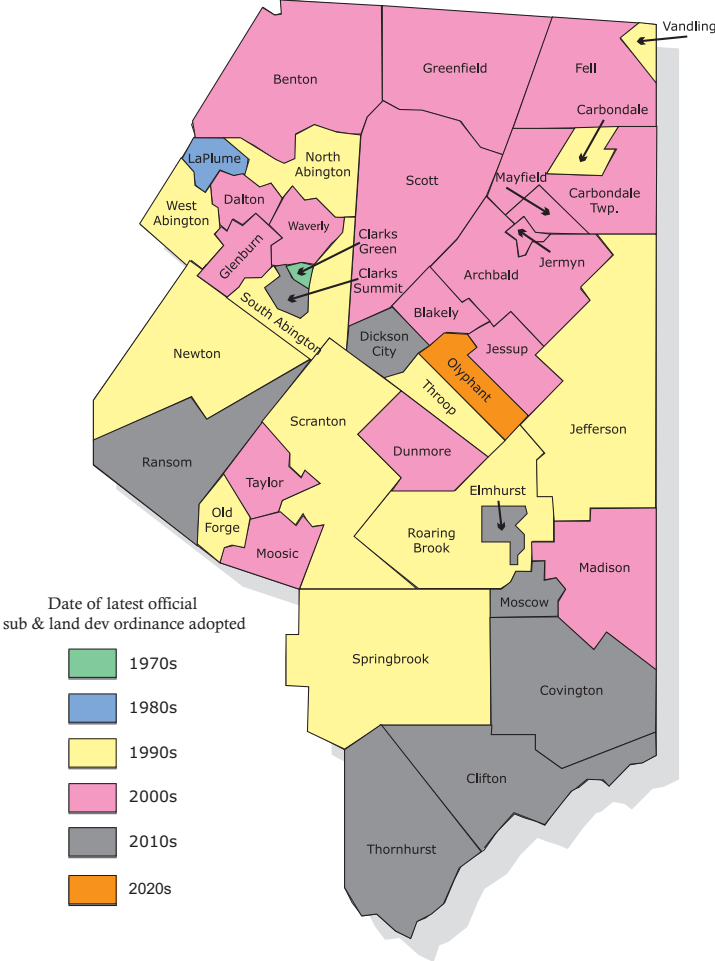 Vandling
Benton
Greenfield
Fell
Carbondale
LaPlume
North
Abington
Scott
Mayfield
Dalton
Carbondale
Twp.
West
Abington
Waverly
Clarks
Green
Glenburn
Jermyn
Archbald
Clarks
Summit
South Abington
Blakely
Dickson
City
Jessup
Newton
Olyphant
Throop
Scranton
Jefferson
Dunmore
Ransom
Taylor
Elmhurst
Old
Forge
Roaring
Brook
Moosic
Madison
Moscow
Date of latest official
sub & land dev ordinance adopted
Springbrook
1970s
Covington
1980s
1990s
Clifton
2000s
2010s
Thornhurst
2020s